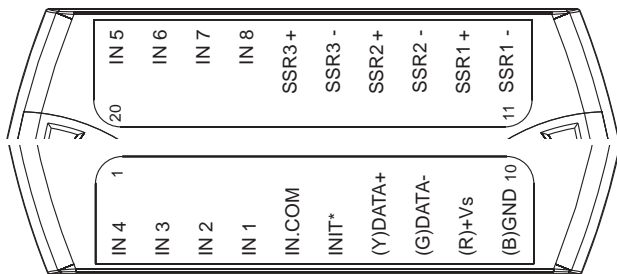 IN 5
IN 6
IN 7
IN 8
SSR3 +
SSR3 -
SSR2 +
SSR2 -
SSR1 +
SSR1 -
20
11
1
10
IN 4
IN 3
IN 2
IN 1
IN.COM
INIT*
(Y)DATA+
(G)DATA-
(R)+Vs
(B)GND